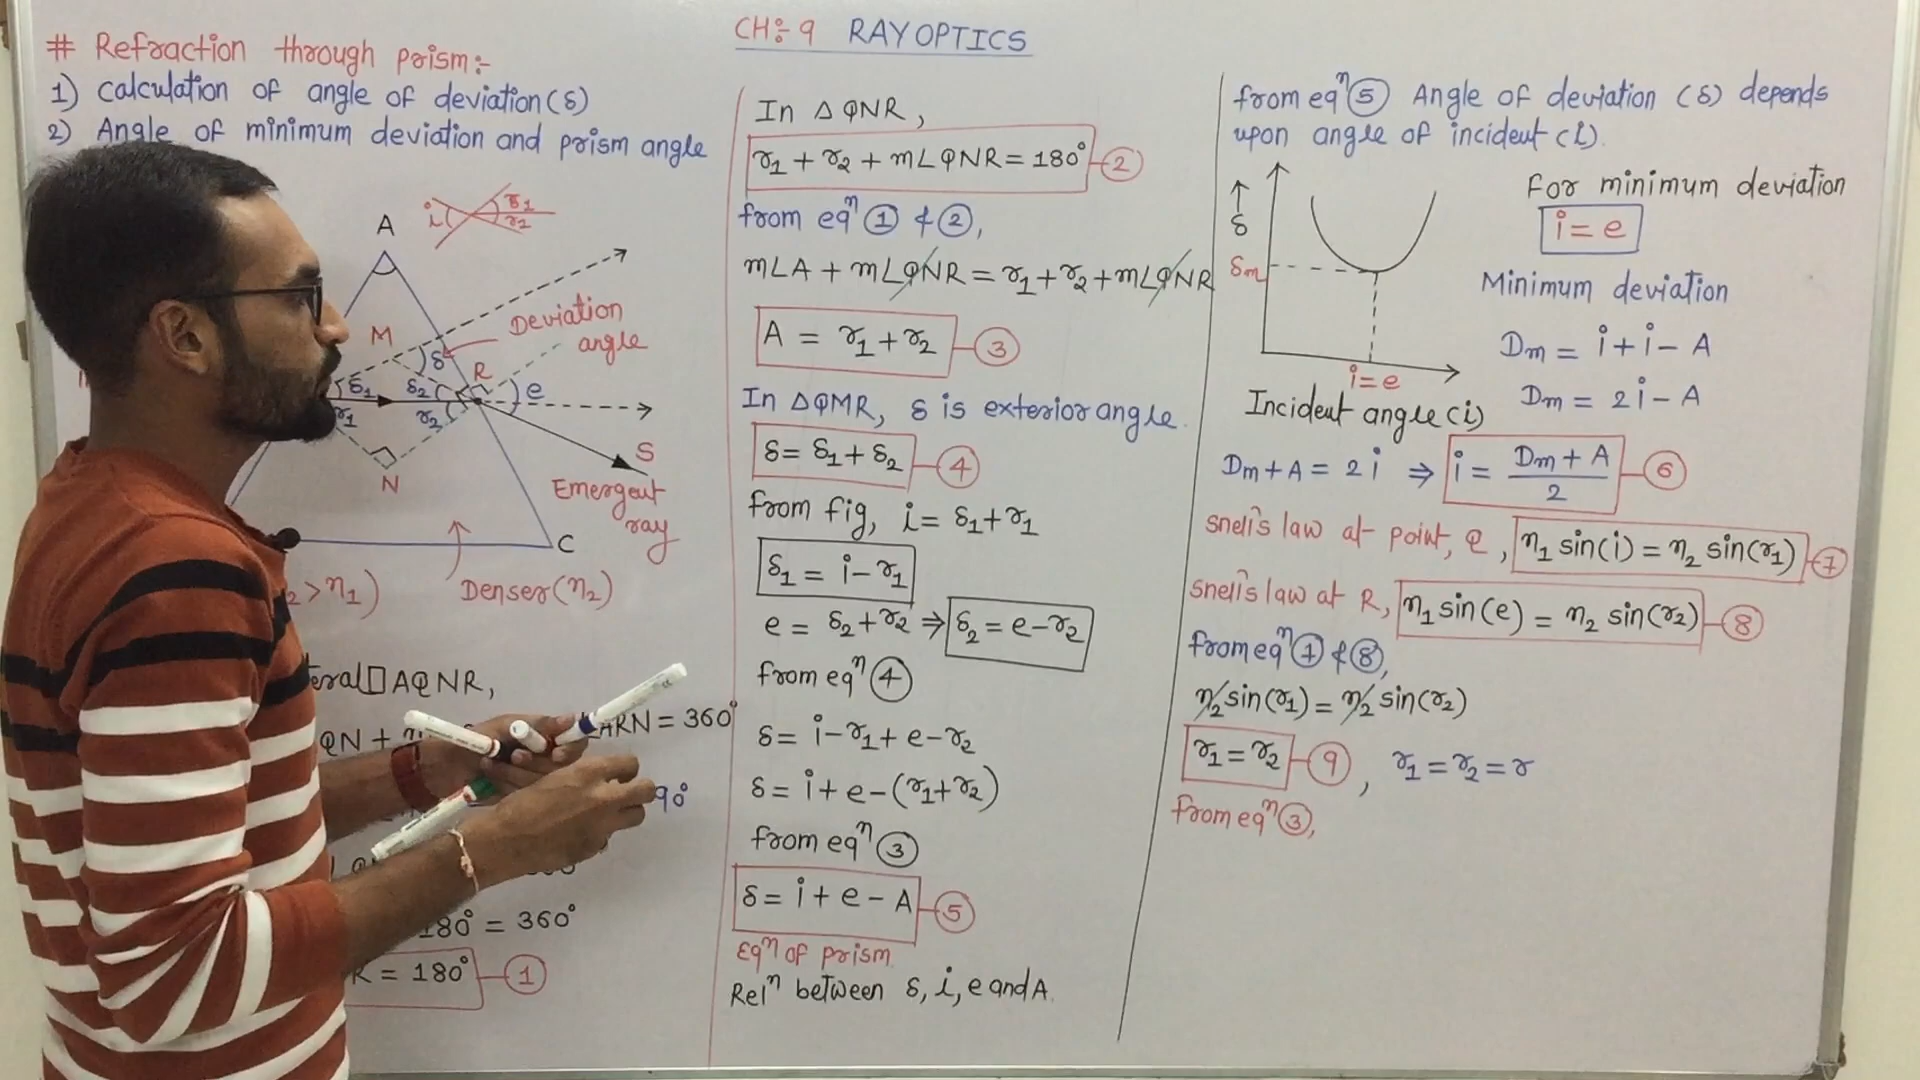 CH:- 9 RAY OPTICS
# Refraction through prism:-
1) Calculation of angle of deviation (δ)
2) Angle of minimum deviation and prism angle
i δ1
r2
A
M
δ
Deviation
angle
R
δ1 δ2 e
r1 r2
N
S
Emergent
ray
C
2 > n1)
Denser (n2)
eral □ AQNR,
QN + ARN = 360°
90°
180° = 360°
R = 180° 1
In △ QNR,
r1 + r2 + m∠QNR = 180° 2
from eqn 1 & 2,
m∠A + m∠QNR = r1 + r2 + m∠QNR
A = r1 + r2 3
In △QMR, δ is exterior angle.
δ = δ1 + δ2 4
from fig, i = δ1 + r1
δ1 = i - r1
e = δ2 + r2 ⇒ δ2 = e - r2
from eqn 4
δ = i - r1 + e - r2
δ = i + e - (r1 + r2)
from eqn 3
δ = i + e - A 5
Eqn of prism
Reln between δ, i, e and A.
from eqn 5 Angle of deviation (δ) depends
upon angle of incident (i).
↑
δ
δm
i = e
Incident angle (i)
For minimum deviation
i = e
Minimum deviation
Dm = i + i - A
Dm = 2i - A
Dm + A = 2i ⇒ i = Dm + A / 2 6
snell's law at point, Q, n1 sin(i) = n2 sin(r1) 7
snell's law at R, n1 sin(e) = n2 sin(r2) 8
from eqn 7 & 8,
n2 sin(r1) = n2 sin(r2)
r1 = r2 9 , r1 = r2 = r
from eqn 3,